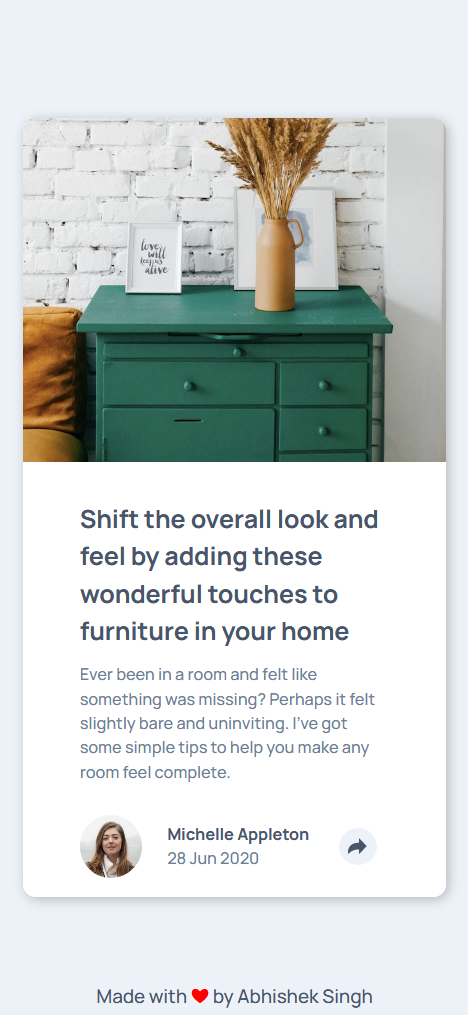 love
will
keep us
alive
Shift the overall look and
feel by adding these
wonderful touches to
furniture in your home
Ever been in a room and felt like
something was missing? Perhaps it felt
slightly bare and uninviting. I’ve got
some simple tips to help you make any
room feel complete.
Michelle Appleton
28 Jun 2020
Made with ❤ by Abhishek Singh